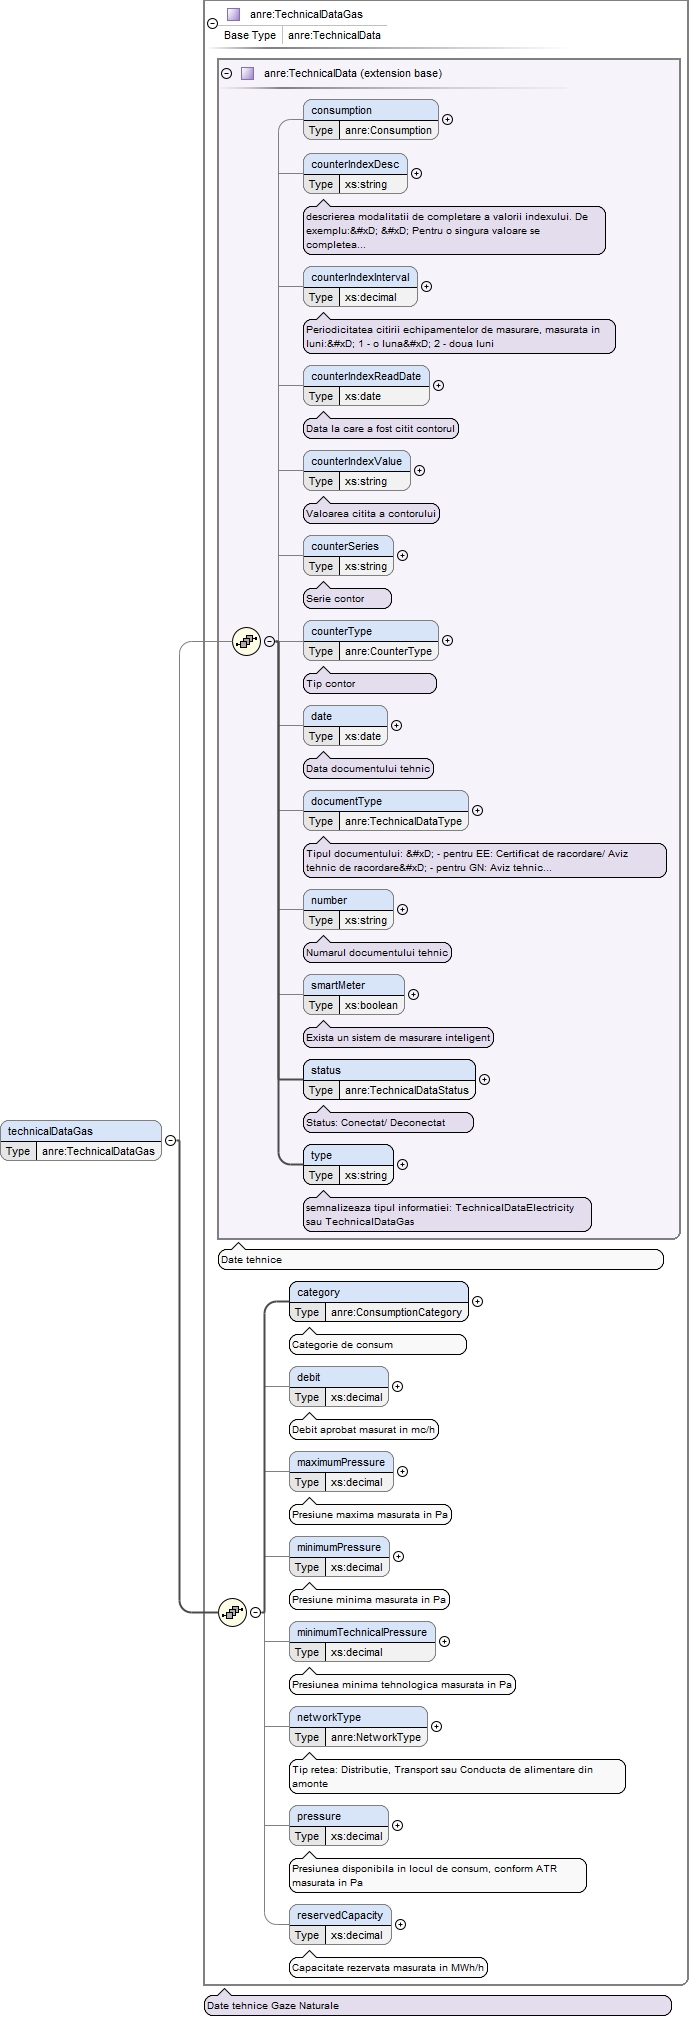 anre:TechnicalDataGas
Base Type anre:TechnicalData
anre:TechnicalData (extension base)
consumption
Type anre:Consumption
counterIndexDesc
Type xs:string
descrierea modalitatii de completare a valorii indexului. De
exemplu:&#xD; &#xD; Pentru o singura valoare se
completea...
counterIndexInterval
Type xs:decimal
Periodicitatea citirii echipamentelor de masurare, masurata in
luni:&#xD; 1 - o luna&#xD; 2 - doua luni
counterIndexReadDate
Type xs:date
Data la care a fost citit contorul
counterIndexValue
Type xs:string
Valoarea citita a contorului
counterSeries
Type xs:string
Serie contor
counterType
Type anre:CounterType
Tip contor
date
Type xs:date
Data documentului tehnic
documentType
Type anre:TechnicalDataType
Tipul documentului: &#xD; - pentru EE: Certificat de racordare/ Aviz
tehnic de racordare&#xD; - pentru GN: Aviz tehnic...
number
Type xs:string
Numarul documentului tehnic
smartMeter
Type xs:boolean
Exista un sistem de masurare inteligent
status
Type anre:TechnicalDataStatus
Status: Conectat/ Deconectat
technicalDataGas
Type anre:TechnicalDataGas
type
Type xs:string
semnalizeaza tipul informatiei: TechnicalDataElectricity
sau TechnicalDataGas
Date tehnice
category
Type anre:ConsumptionCategory
Categorie de consum
debit
Type xs:decimal
Debit aprobat masurat in mc/h
maximumPressure
Type xs:decimal
Presiune maxima masurata in Pa
minimumPressure
Type xs:decimal
Presiune minima masurata in Pa
minimumTechnicalPressure
Type xs:decimal
Presiunea minima tehnologica masurata in Pa
networkType
Type anre:NetworkType
Tip retea: Distributie, Transport sau Conducta de alimentare din
amonte
pressure
Type xs:decimal
Presiunea disponibila in locul de consum, conform ATR
masurata in Pa
reservedCapacity
Type xs:decimal
Capacitate rezervata masurata in MWh/h
Date tehnice Gaze Naturale